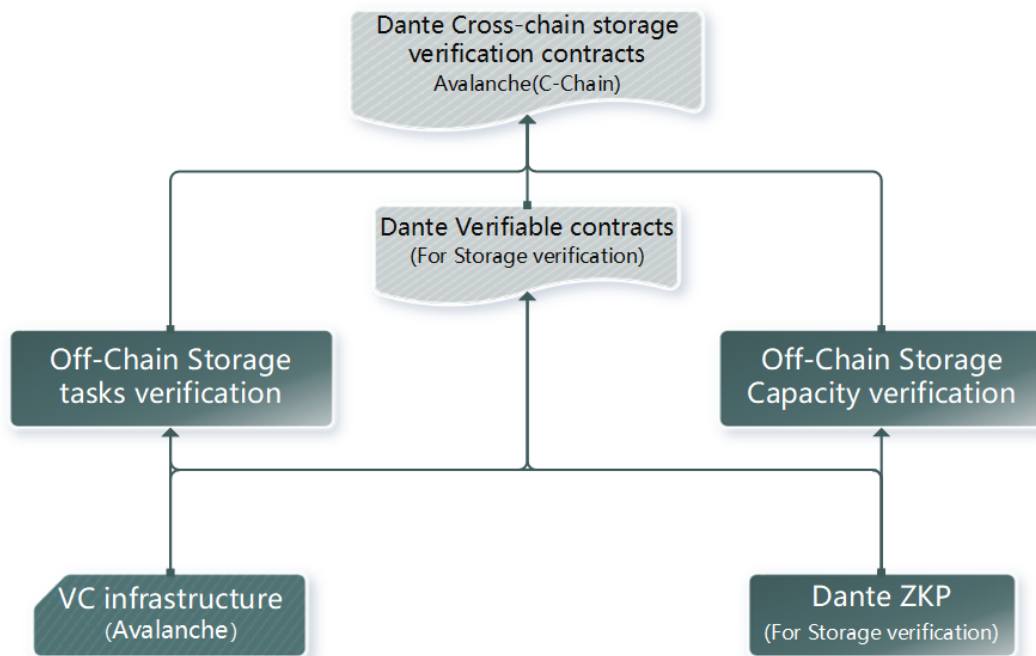 Dante Cross-chain storage
verification contracts
Avalanche(C-Chain)
Dante Verifiable contracts
(For Storage verification)
Off-Chain Storage
tasks verification
Off-Chain Storage
Capacity verification
VC infrastructure
(Avalanche)
Dante ZKP
(For Storage verification)